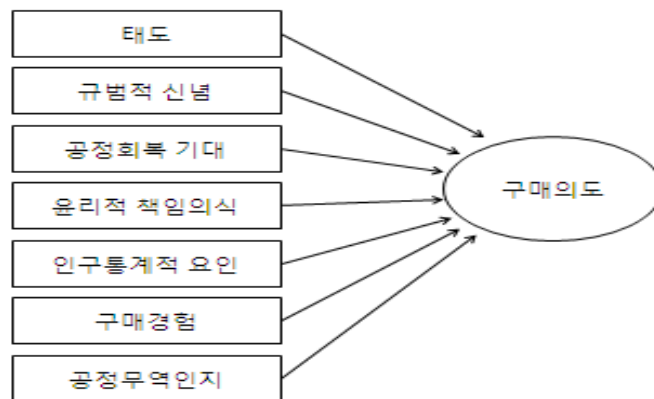 태도
규범적 신념
공정회복 기대
윤리적 책임의식
구매의도
인구통계적 요인
구매경험
공정무역인지